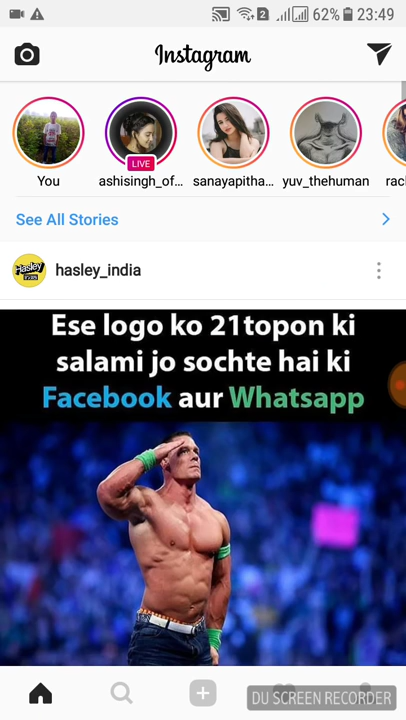 62% 23:49
Instagram
You
LIVE
ashisingh_of...
sanayapitha...
yuv_thehuman
rac
See All Stories
Hasley
hasley_india
Ese logo ko 21topon ki
salami jo sochte hai ki
Facebook aur Whatsapp
DU SCREEN RECORDER